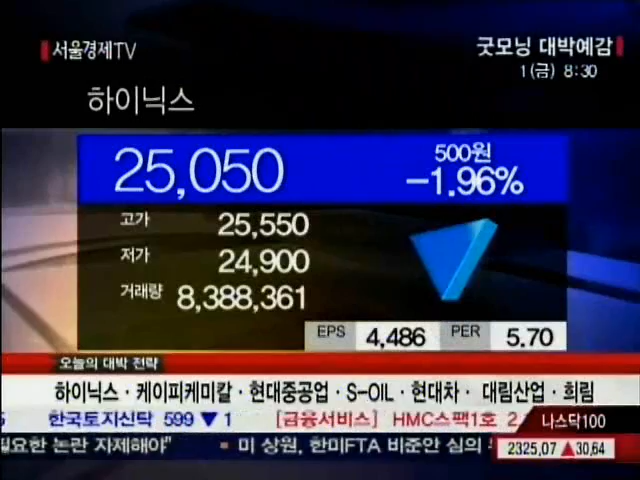 서울경제TV
굿모닝 대박예감
1(금) 8:30
하이닉스
25,050
500원
-1.96%
고가 25,550
저가 24,900
거래량 8,388,361
EPS 4,486 PER 5.70
오늘의 대박 전략
하이닉스 · 케이피케미칼 · 현대중공업 · S-OIL · 현대차 · 대림산업 · 희림
한국토지신탁 599 ▼ 1 [금융서비스] HMC스팩1호
나스닥100
필요한 논란 자제해야" ▪ 미 상원, 한미FTA 비준안 심의
2325.07 ▲30.64